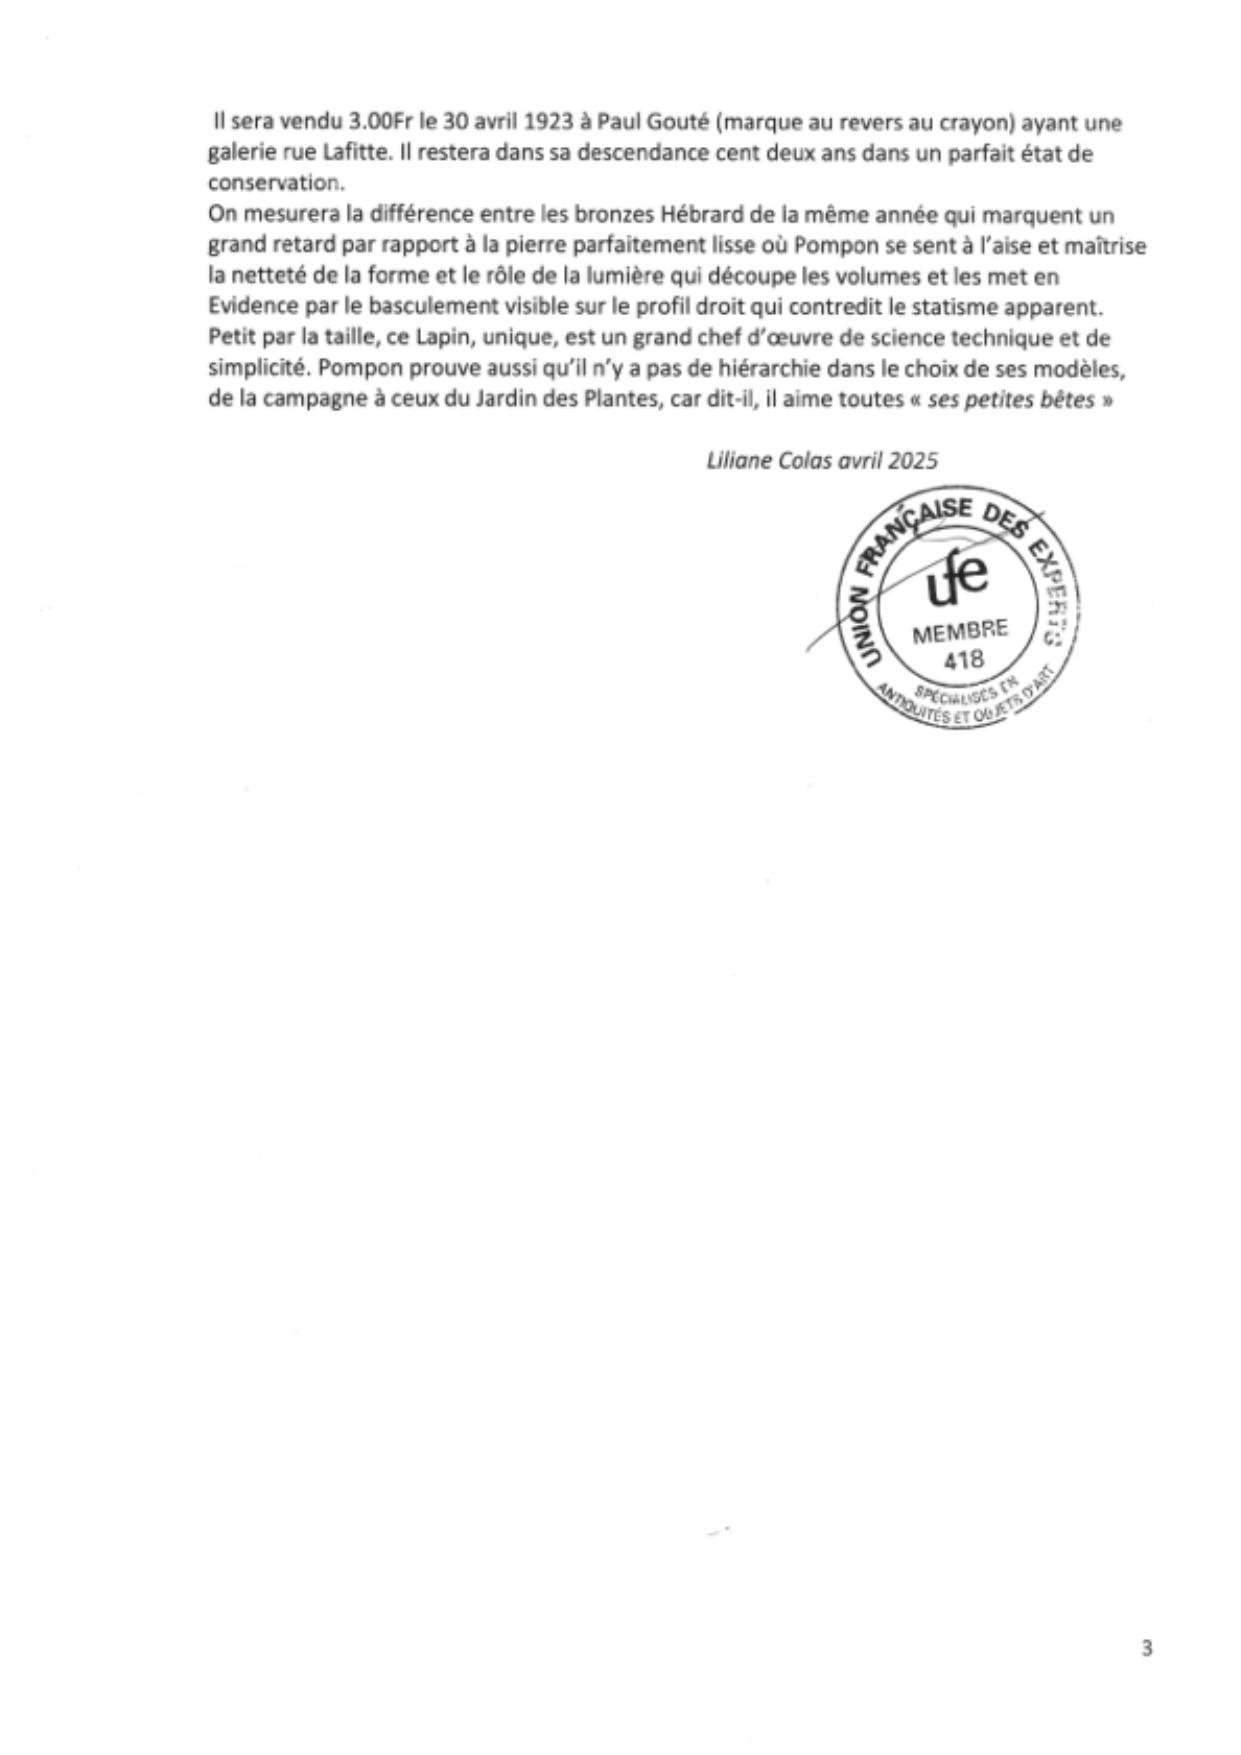 Il sera vendu 3.00Fr le 30 avril 1923 à Paul Gouté (marque au revers au crayon) ayant une
galerie rue Lafitte. Il restera dans sa descendance cent deux ans dans un parfait état de
conservation.
On mesurera la différence entre les bronzes Hébrard de la même année qui marquent un
grand retard par rapport à la pierre parfaitement lisse où Pompon se sent à l'aise et maîtrise
la netteté de la forme et le rôle de la lumière qui découpe les volumes et les met en
Evidence par le basculement visible sur le profil droit qui contredit le statisme apparent.
Petit par la taille, ce Lapin, unique, est un grand chef d'œuvre de science technique et de
simplicité. Pompon prouve aussi qu'il n'y a pas de hiérarchie dans le choix de ses modèles,
de la campagne à ceux du Jardin des Plantes, car dit-il, il aime toutes « ses petites bêtes »
Liliane Colas avril 2025
UNION FRANÇAISE DES EXPERTS
ufe
MEMBRE
418
SPÉCIALISÉS EN
ANTIQUITÉS ET OBJETS D'ART
3